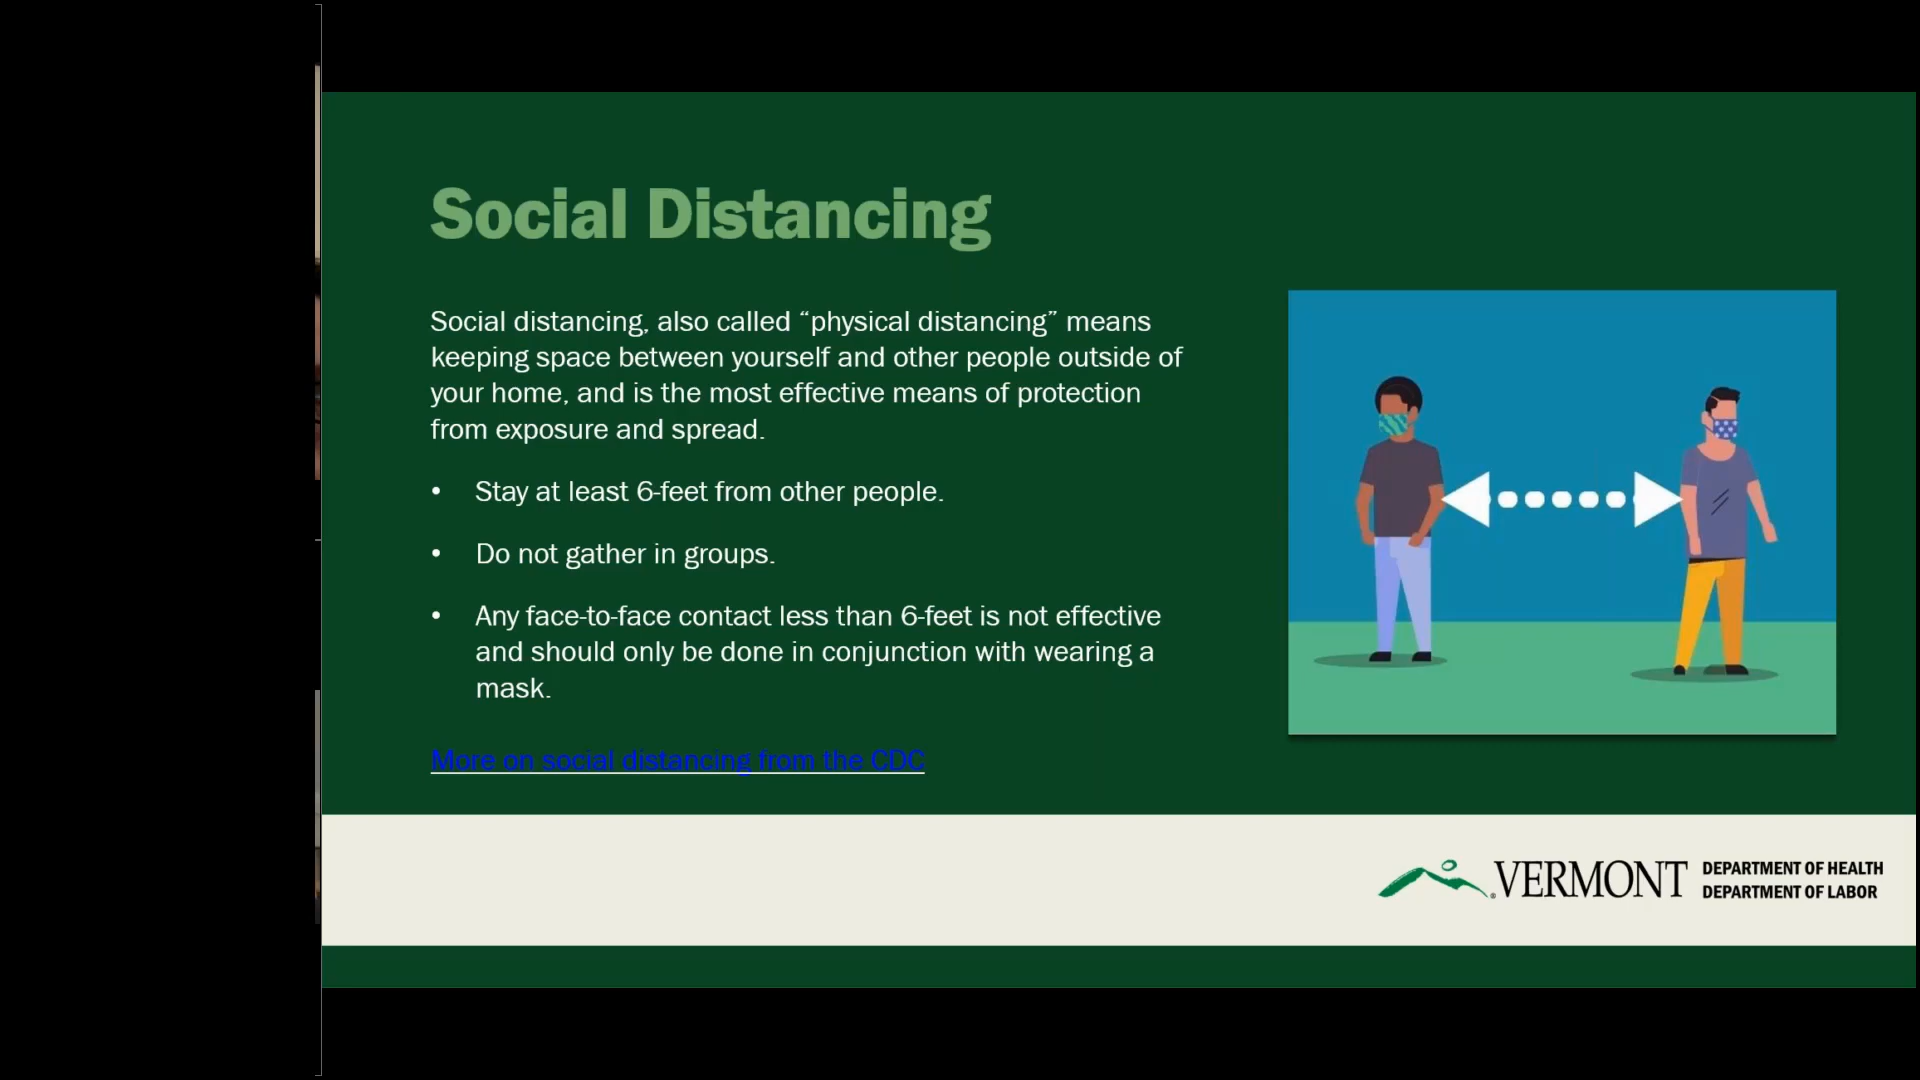 Social Distancing
Social distancing, also called “physical distancing” means
keeping space between yourself and other people outside of
your home, and is the most effective means of protection
from exposure and spread.
• Stay at least 6-feet from other people.
• Do not gather in groups.
• Any face-to-face contact less than 6-feet is not effective
and should only be done in conjunction with wearing a
mask.
More on social distancing from the CDC
VERMONT
DEPARTMENT OF HEALTH
DEPARTMENT OF LABOR